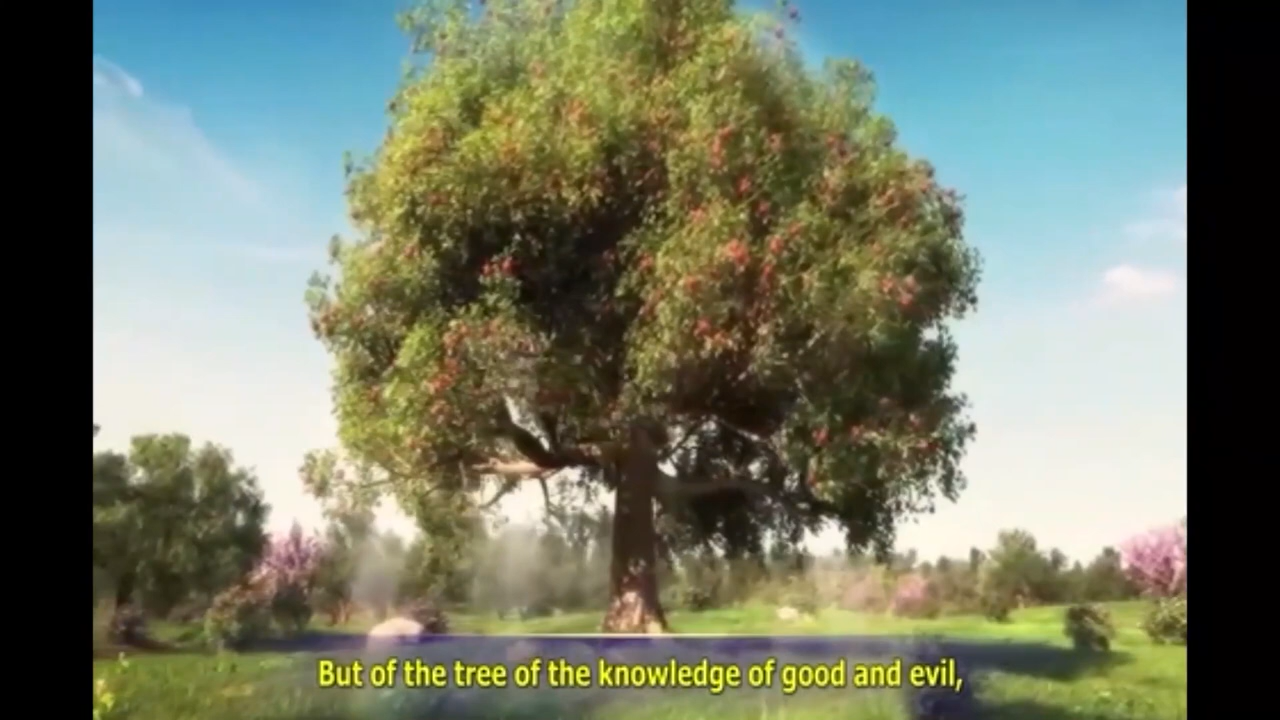 But of the tree of the knowledge of good and evil,